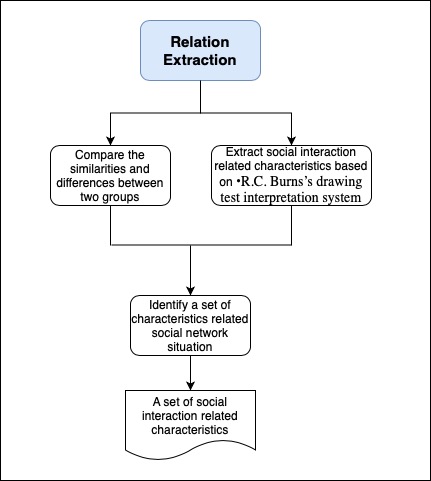 Relation
Extraction
Compare the
similarities and
differences between
two groups
Extract social interaction
related characteristics based
on •R.C. Burns's drawing
test interpretation system
Identify a set of
characteristics related
social network
situation
A set of social
interaction related
characteristics